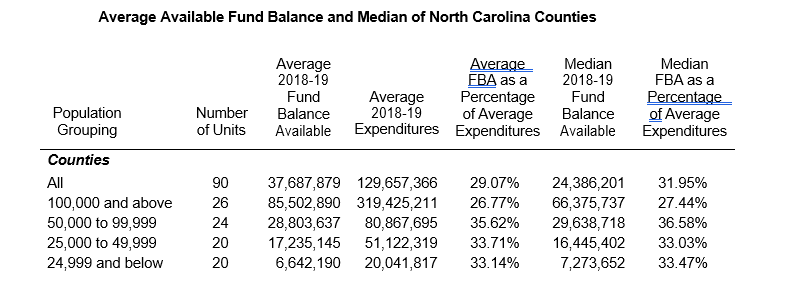 Average Available Fund Balance and Median of North Carolina Counties
Average Average Median Median
2018-19 FBA as a 2018-19 FBA as a
Fund Average Percentage Fund Percentage
Population Number Balance 2018-19 of Average Balance of Average
Grouping of Units Available Expenditures Expenditures Available Expenditures
Counties
All 90 37,687,879 129,657,366 29.07% 24,386,201 31.95%
100,000 and above 26 85,502,890 319,425,211 26.77% 66,375,737 27.44%
50,000 to 99,999 24 28,803,637 80,867,695 35.62% 29,638,718 36.58%
25,000 to 49,999 20 17,235,145 51,122,319 33.71% 16,445,402 33.03%
24,999 and below 20 6,642,190 20,041,817 33.14% 7,273,652 33.47%